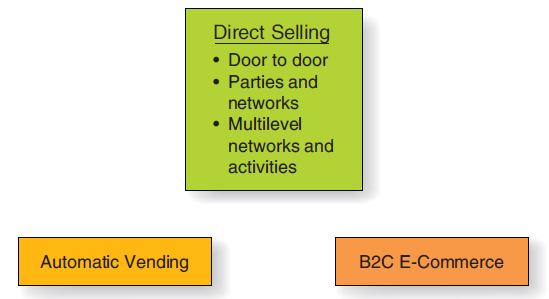 Direct Selling
• Door to door
• Parties and
networks
• Multilevel
networks and
activities
Automatic Vending
B2C E-Commerce